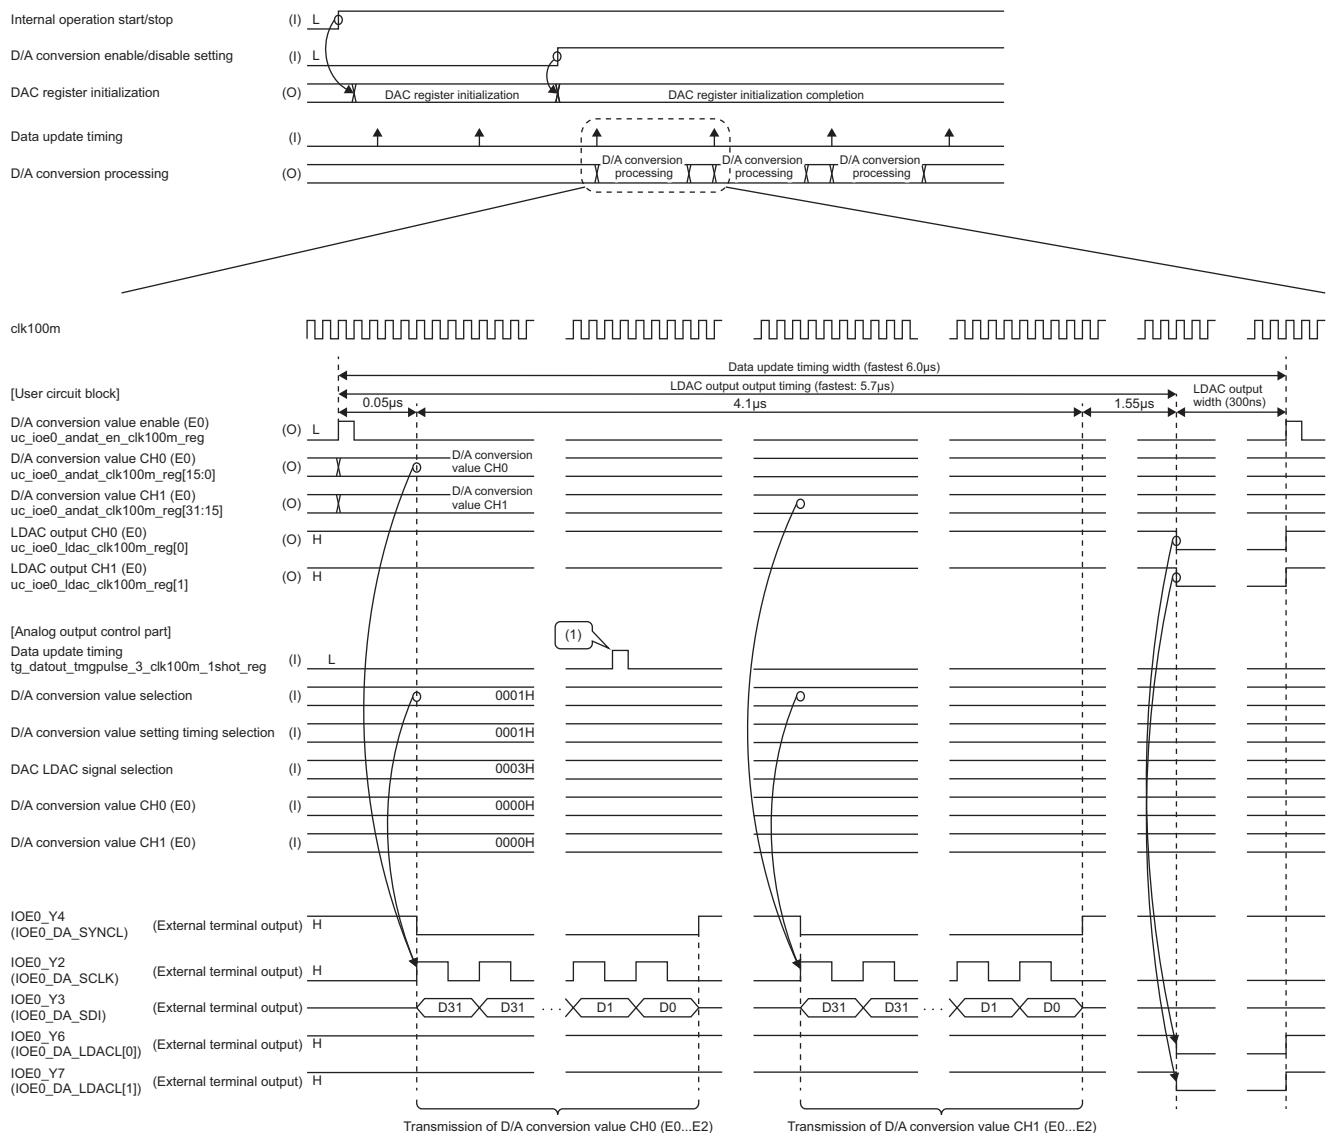 Internal operation start/stop (I) L
D/A conversion enable/disable setting (I) L
DAC register initialization (O) DAC register initialization DAC register initialization completion
Data update timing (I)
D/A conversion processing (O) D/A conversion processing D/A conversion processing D/A conversion processing
clk100m
Data update timing width (fastest 6.0μs)
LDAC output output timing (fastest: 5.7μs)
LDAC output
width (300ns)
[User circuit block]
0.05μs 4.1μs 1.55μs
D/A conversion value enable (E0)
uc_ioe0_andat_en_clk100m_reg
(O) L
D/A conversion value CH0 (E0)
uc_ioe0_andat_clk100m_reg[15:0]
(O)
D/A conversion
value CH0
D/A conversion value CH1 (E0)
uc_ioe0_andat_clk100m_reg[31:15]
(O)
D/A conversion
value CH1
LDAC output CH0 (E0)
uc_ioe0_ldac_clk100m_reg[0]
(O) H
LDAC output CH1 (E0)
uc_ioe0_ldac_clk100m_reg[1]
(O) H
[Analog output control part]
(1)
Data update timing
tg_datout_tmgpulse_3_clk100m_1shot_reg
(I) L
D/A conversion value selection (I) 0001H
D/A conversion value setting timing selection (I) 0001H
DAC LDAC signal selection (I) 0003H
D/A conversion value CH0 (E0) (I) 0000H
D/A conversion value CH1 (E0) (I) 0000H
IOE0_Y4
(IOE0_DA_SYNCL)
(External terminal output) H
IOE0_Y2
(IOE0_DA_SCLK)
(External terminal output) H
IOE0_Y3
(IOE0_DA_SDI)
(External terminal output) D31 D31 ··· D1 D0 D31 D31 ··· D1 D0
IOE0_Y6
(IOE0_DA_LDACL[0])
(External terminal output) H
IOE0_Y7
(IOE0_DA_LDACL[1])
(External terminal output) H
Transmission of D/A conversion value CH0 (E0...E2) Transmission of D/A conversion value CH1 (E0...E2)